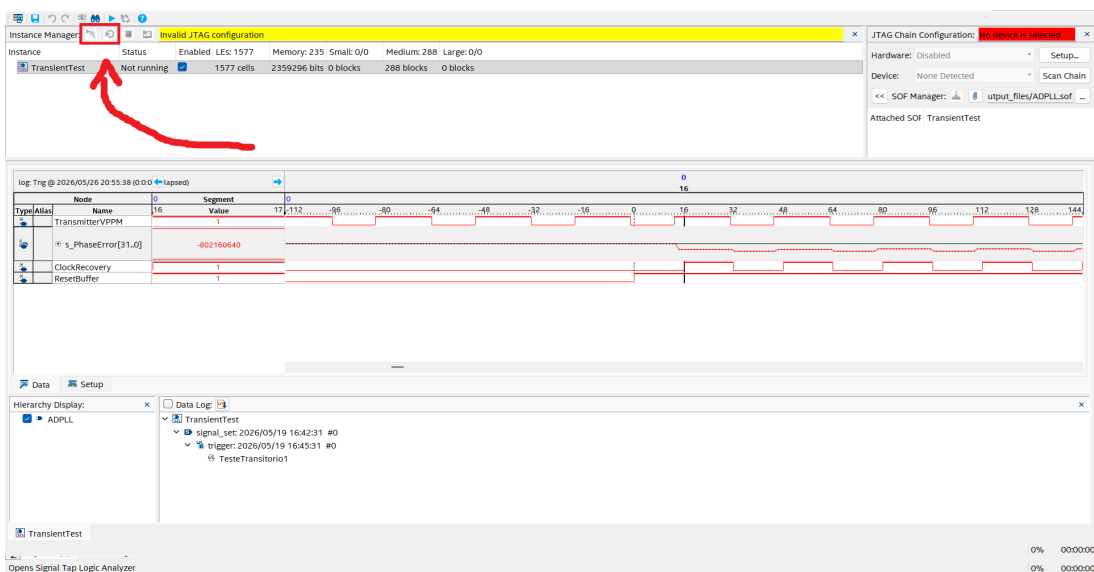 Instance Manager: Invalid JTAG configuration × JTAG Chain Configuration: No device is selected ×
Instance Status Enabled LEs: 1577 Memory: 235 Small: 0/0 Medium: 288 Large: 0/0
TransientTest Not running 1577 cells 2359296 bits 0 blocks 288 blocks 0 blocks
Hardware: Disabled Setup...
Device: None Detected Scan Chain
<< SOF Manager: utput_files/ADPLL.sof ...
Attached SOF TransientTest
log: Trig @ 2026/05/26 20:55:38 (0:0:0 elapsed) 0
16
Node 0 Segment 0
Type Alias Name 16 Value 17 -112 -96 -80 -64 -48 -32 -16 0 16 32 48 64 80 96 112 128 144
TransmitterVPPM 1
s_PhaseError[31..0] -802160640
ClockRecovery 1
ResetBuffer 1
Data Setup
Hierarchy Display: × Data Log: ×
ADPLL
TransientTest
signal_set: 2026/05/19 16:42:31 #0
trigger: 2026/05/19 16:45:31 #0
TesteTransitorio1
TransientTest
0% 00:00:00
Opens Signal Tap Logic Analyzer 0% 00:00:00